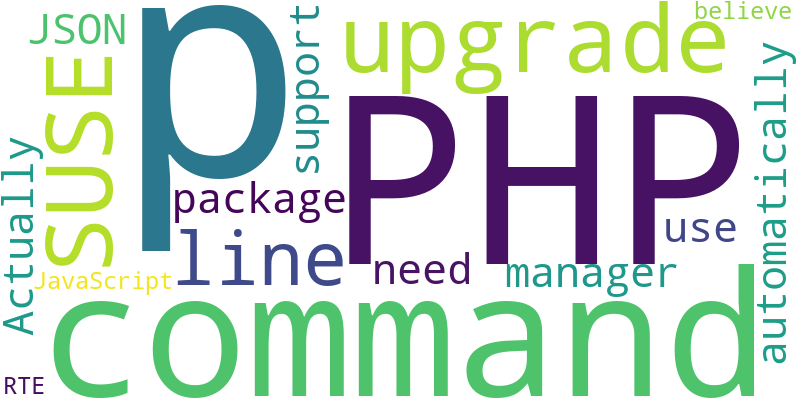 JSON
p
upgrade
believe
SUSE
support
PHP
automatically
Actually
package
line
need
use
manager
JavaScript
command
RTE